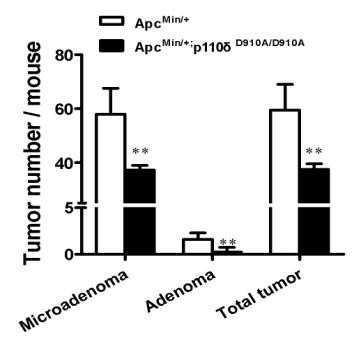 Apc^Min/+
Apc^Min/+;p110δ ^D910A/D910A
Tumor number / mouse
80
60
40
5
0
**
**
**
Microadenoma
Adenoma
Total tumor